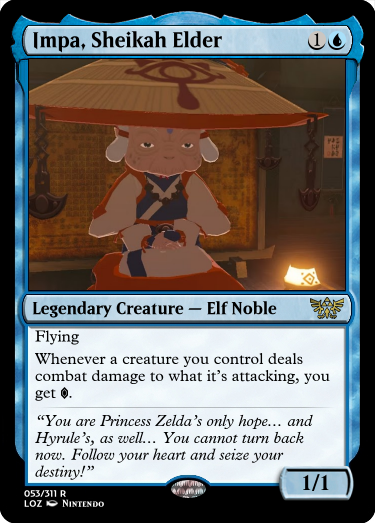 Impa, Sheikah Elder 1
Legendary Creature — Elf Noble
Flying
Whenever a creature you control deals
combat damage to what it's attacking, you
get .
“You are Princess Zelda's only hope… and
Hyrule's, as well… You cannot turn back
now. Follow your heart and seize your
destiny!”
1/1
053/311 R
LOZ Nintendo